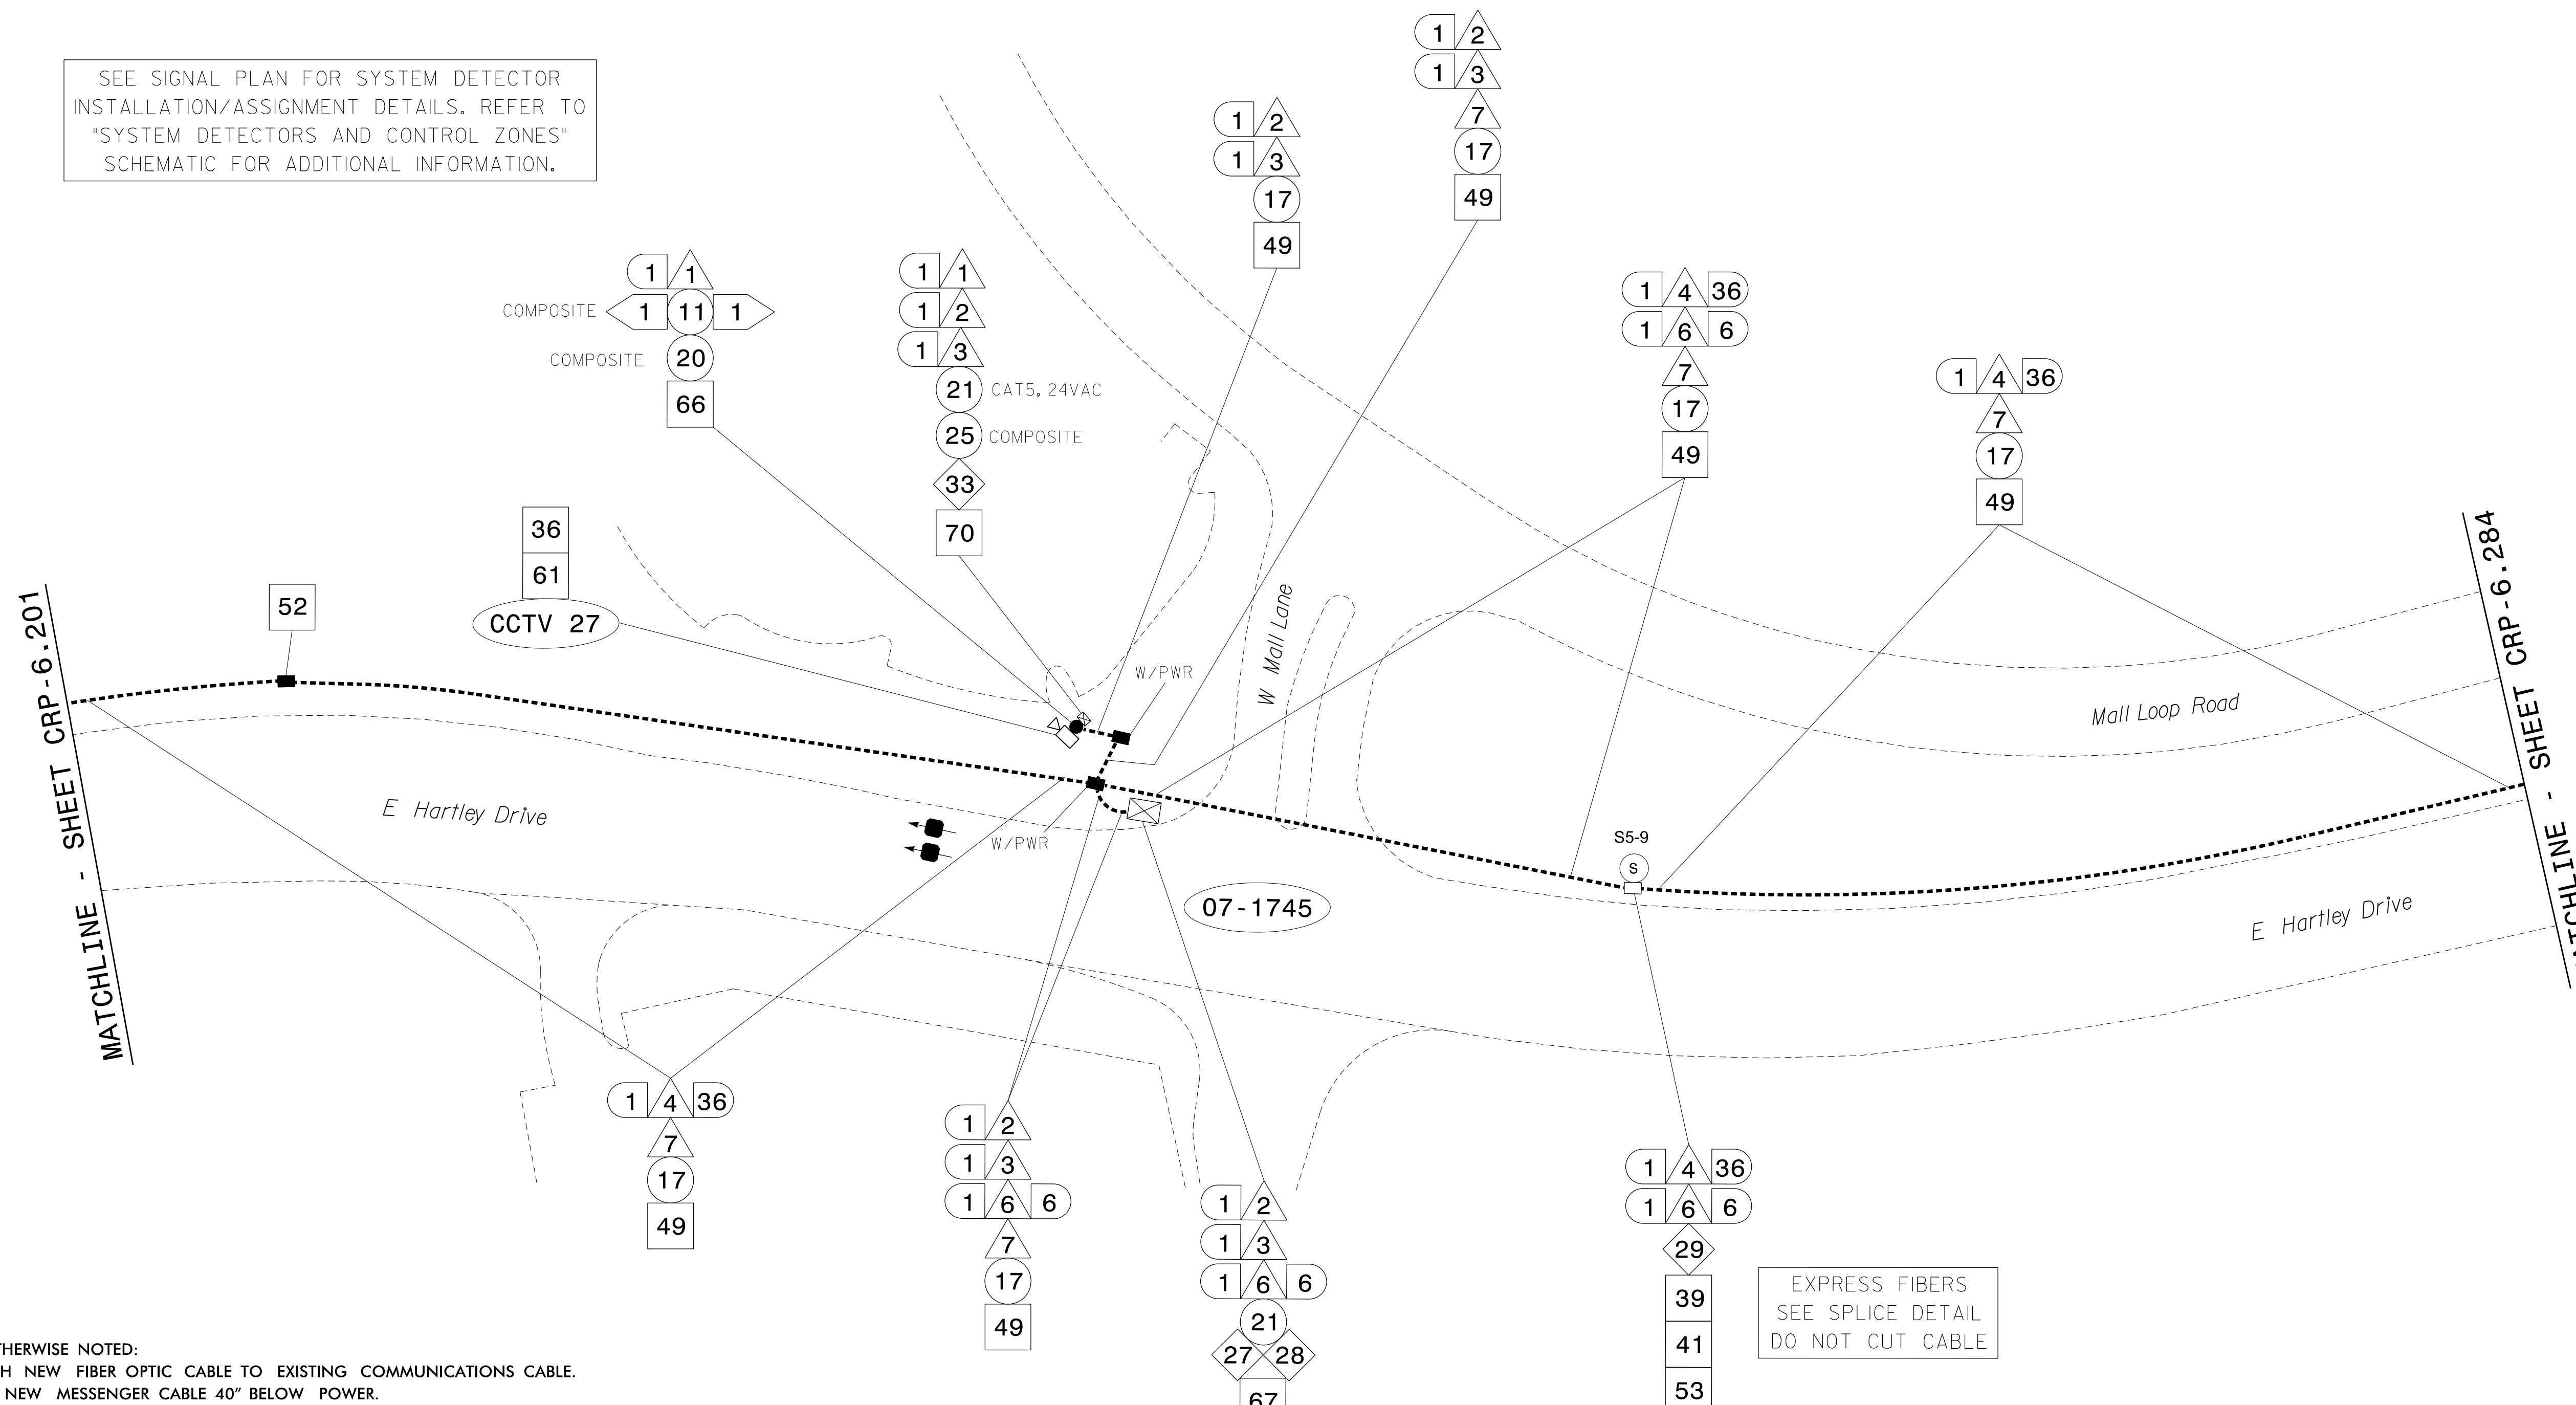 SEE SIGNAL PLAN FOR SYSTEM DETECTOR
INSTALLATION/ASSIGNMENT DETAILS. REFER TO
"SYSTEM DETECTORS AND CONTROL ZONES"
SCHEMATIC FOR ADDITIONAL INFORMATION.
1 2
1 3
7
17
49
1 2
1 3
17
49
1 1
COMPOSITE 1 11 1
COMPOSITE 20
66
1 1
1 2
1 3
21 CAT5, 24VAC
25 COMPOSITE
33
70
1 4 36
1 6 6
7
17
49
1 4 36
7
17
49
36
61
CCTV 27
52
MATCHLINE - SHEET CRP-6.201
W/PWR
W Mall Lane
Mall Loop Road
SHEET CRP-6.284
E Hartley Drive
W/PWR
S5-9
S
07-1745
E Hartley Drive
1 4 36
7
17
49
1 2
1 3
1 6 6
7
17
49
1 2
1 3
1 6 6
21
27 28
67
1 4 36
1 6 6
29
39
41
53
EXPRESS FIBERS
SEE SPLICE DETAIL
DO NOT CUT CABLE
NOTED:
NEW FIBER OPTIC CABLE TO EXISTING COMMUNICATIONS CABLE.
NEW MESSENGER CABLE 40" BELOW POWER.